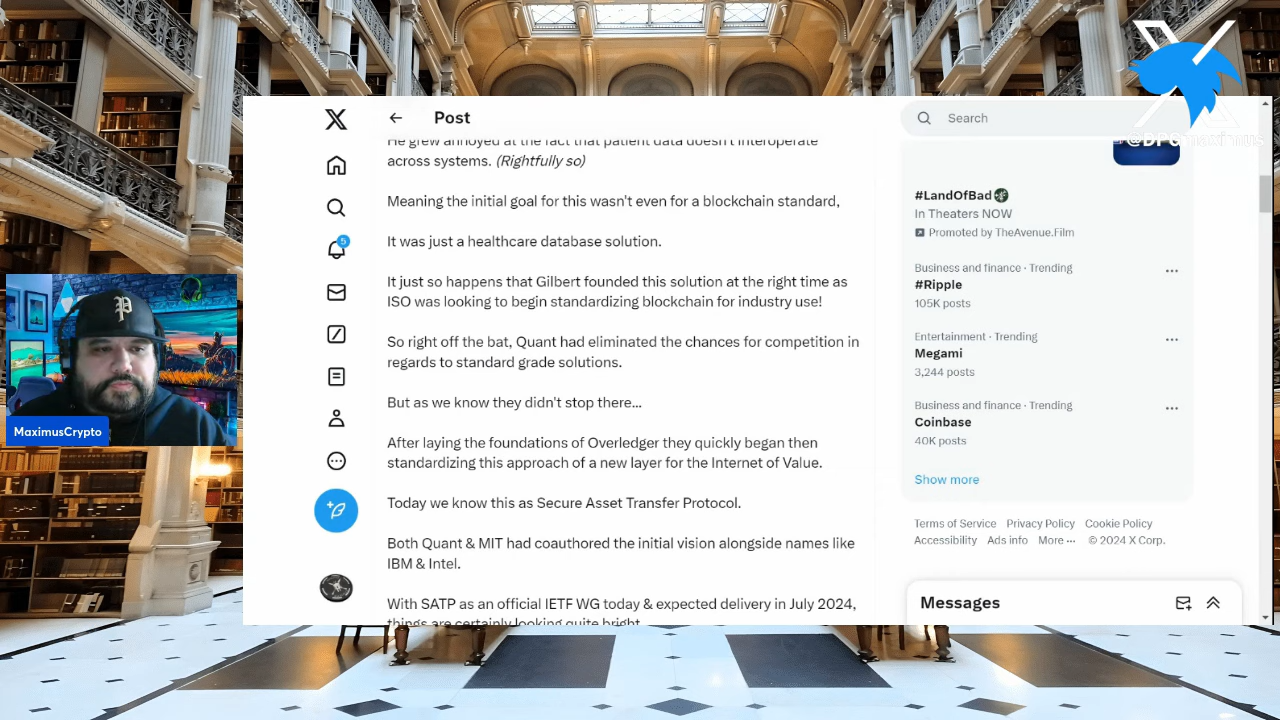 Post
Search
He grew annoyed at the fact that patient data doesn't interoperate
across systems. (Rightfully so)
Meaning the initial goal for this wasn't even for a blockchain standard,
It was just a healthcare database solution.
It just so happens that Gilbert founded this solution at the right time as
ISO was looking to begin standardizing blockchain for industry use!
So right off the bat, Quant had eliminated the chances for competition in
regards to standard grade solutions.
But as we know they didn't stop there...
After laying the foundations of Overledger they quickly began then
standardizing this approach of a new layer for the Internet of Value.
Today we know this as Secure Asset Transfer Protocol.
Both Quant & MIT had coauthored the initial vision alongside names like
IBM & Intel.
With SATP as an official IETF WG today & expected delivery in July 2024,
things are certainly looking quite bright
5
#LandOfBad
In Theaters NOW
Promoted by TheAvenue.Film
Business and finance · Trending
#Ripple
105K posts
Entertainment · Trending
Megami
3,244 posts
Business and finance · Trending
Coinbase
40K posts
Show more
Terms of Service Privacy Policy Cookie Policy
Accessibility Ads info More ··· © 2024 X Corp.
Messages
MaximusCrypto
P